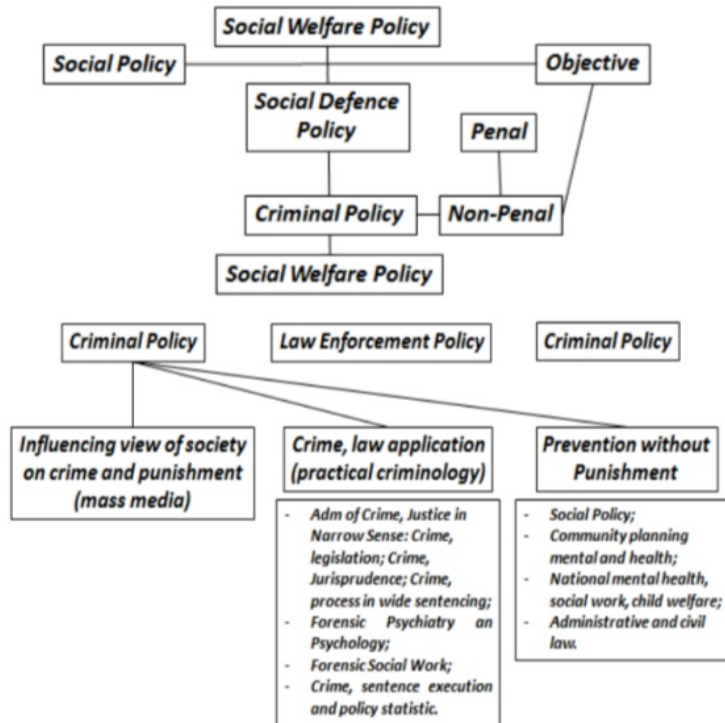 Social Welfare Policy
Social Policy
Objective
Social Defence
Policy
Penal
Criminal Policy
Non-Penal
Social Welfare Policy
Criminal Policy
Law Enforcement Policy
Criminal Policy
Influencing view of society
on crime and punishment
(mass media)
Crime, law application
(practical criminology)
- Adm of Crime, Justice in
Narrow Sense: Crime,
legislation; Crime,
Jurisprudence; Crime,
process in wide sentencing;
- Forensic Psychiatry an
Psychology;
- Forensic Social Work;
- Crime, sentence execution
and policy statistic.
Prevention without
Punishment
- Social Policy;
- Community planning
mental and health;
- National mental health,
social work, child welfare;
- Administrative and civil
law.